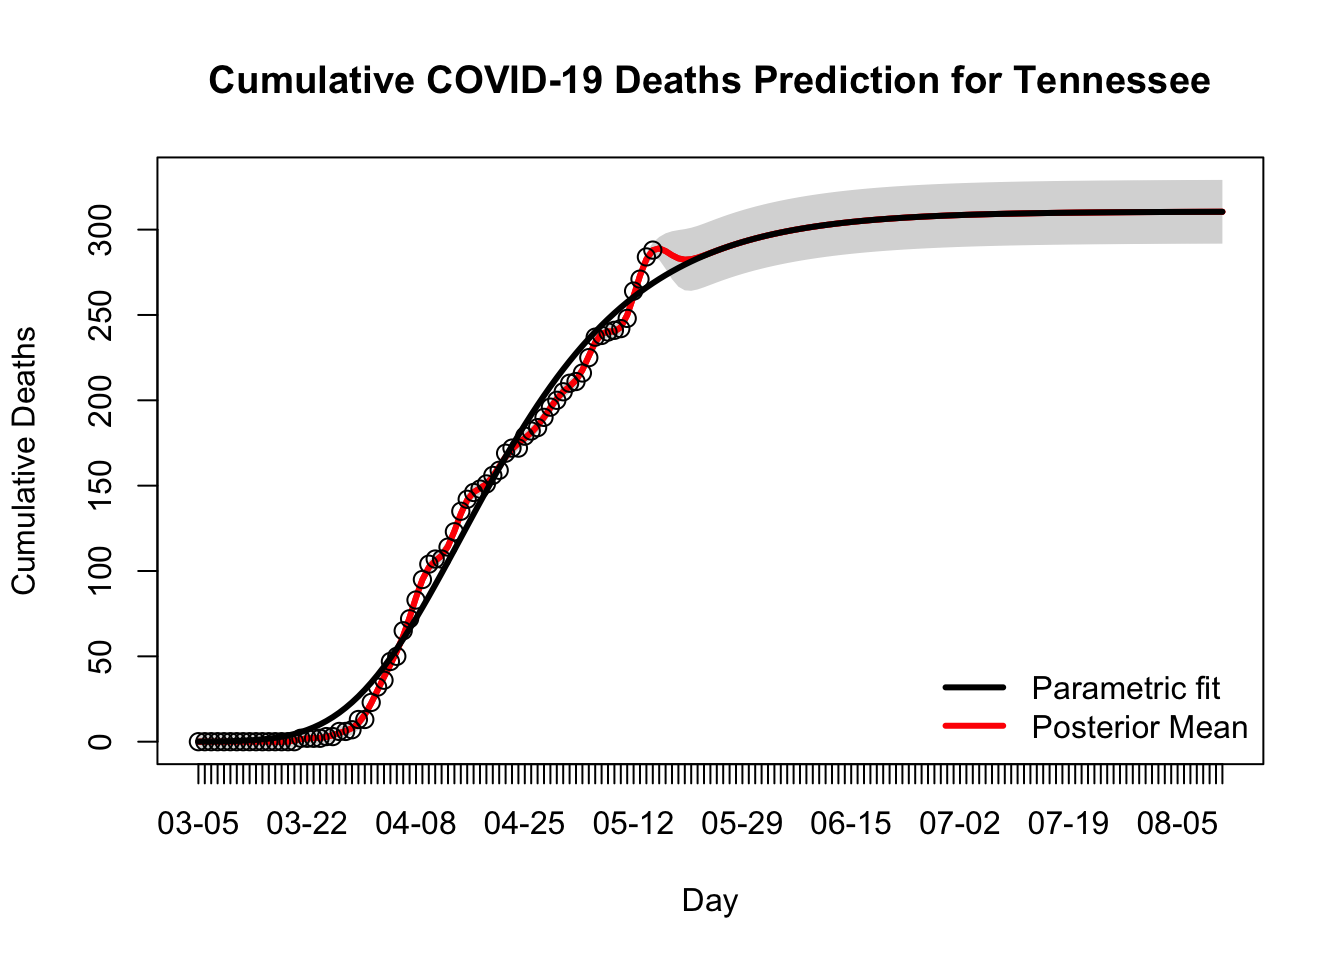 Cumulative COVID-19 Deaths Prediction for Tennessee
Cumulative Deaths
300
250
200
150
100
50
0
Parametric fit
Posterior Mean
03-05 03-22 04-08 04-25 05-12 05-29 06-15 07-02 07-19 08-05
Day